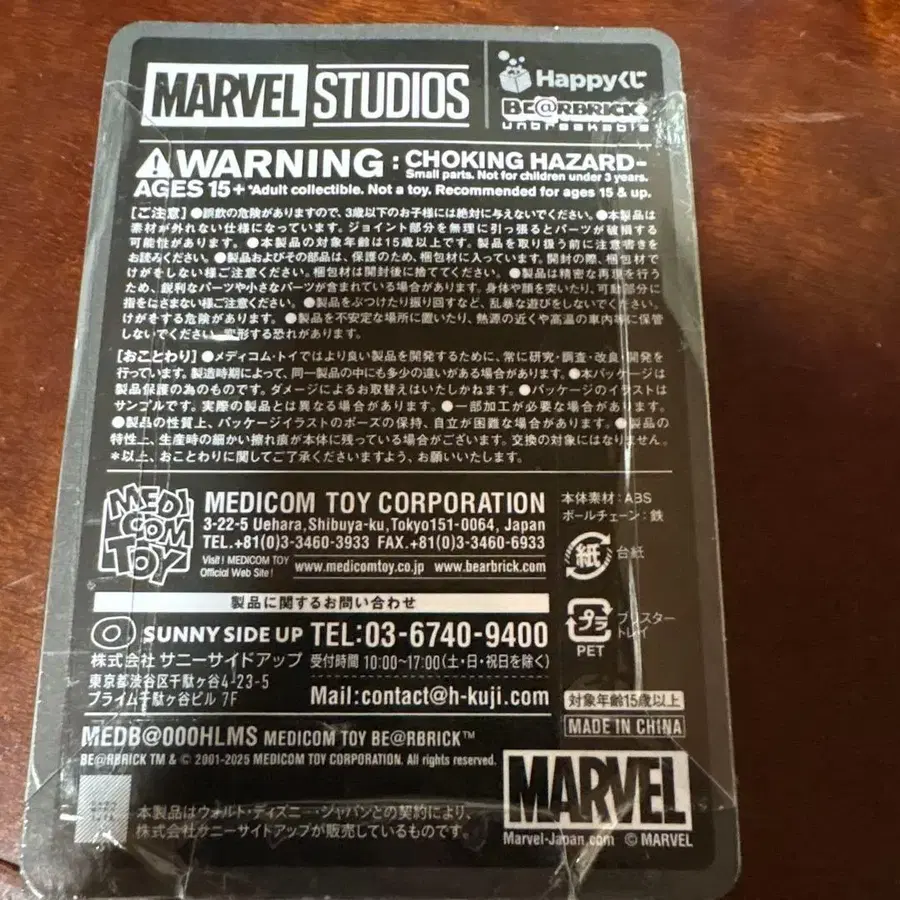 MARVEL STUDIOS
Happyくじ
BE@RBRICK
unbreakable
WARNING : CHOKING HAZARD-
Small parts. Not for children under 3 years.
AGES 15+ *Adult collectible. Not a toy. Recommended for ages 15 & up.
[ご注意] ●誤飲の危険がありますので、3歳以下のお子様には絶対に与えないでください。●本製品は
素材が外れない仕様になっています。ジョイント部分を無理に引っ張るとパーツが破損する
可能性があります。●本製品の対象年齢は15歳以上です。製品を取り扱う前に注意書きを
お読みください。●製品およびその部品は、保護のため、梱包材に入っています。開封の際、梱包材で
けがをしない様ご注意ください。梱包材は開封後に捨ててください。●製品は精密な再現を行う
ため、鋭利なパーツや小さなパーツが含まれている場合があります。身体や顔を突いたり、可動部分に
指をはさまない様ご注意ください。●製品をぶつけたり振り回すなど、乱暴な遊びをしないでください。
けがをする危険があります。●製品を不安定な場所に置いたり、熱源の近くや高温の車内等に保管
しないでください。変形する恐れがあります。
[おことわり] ●メディコム・トイではより良い製品を開発するために、常に研究・調査・改良・開発を
行っています。製造時期によって、同一製品の中にも多少の違いがある場合があります。●本パッケージは
製品保護の為のものです。ダメージによるお取替えはいたしかねます。●パッケージのイラストは
サンプルです。実際の製品とは異なる場合があります。●一部加工が必要な場合があります。
●製品の性質上、パッケージイラストのポーズの保持、自立が困難な場合があります。●製品の
特性上、生産時の細かい擦れ痕が本体に残っている場合がございます。交換の対象にはなりません。
*以上、おことわりに関してご了承くださいますよう、お願いいたします。
MEDICOM TOY
MEDICOM TOY CORPORATION
3-22-5 Uehara,Shibuya-ku,Tokyo151-0064, Japan
TEL.+81(0)3-3460-3933 FAX.+81(0)3-3460-6933
Visit! MEDICOM TOY
Official Web Site!
www.medicomtoy.co.jp www.bearbrick.com
本体素材:ABS
ボールチェーン:鉄
紙 台紙
プラ ブリスター
トレイ
PET
製品に関するお問い合わせ
SUNNY SIDE UP TEL:03-6740-9400
株式会社 サニーサイドアップ 受付時間 10:00~17:00(土・日・祝日を除く)
東京都渋谷区千駄ヶ谷4-23-5
プライム千駄ヶ谷ビル 7F
Mail:contact@h-kuji.com
対象年齢15歳以上
MADE IN CHINA
MEDB@000HLMS MEDICOM TOY BE@RBRICK™
BE@RBRICK TM & © 2001-2025 MEDICOM TOY CORPORATION. All rights reserved.
本製品はウォルト・ディズニー・ジャパンとの契約により、
株式会社サニーサイドアップが販売しているものです。
MARVEL
Marvel-Japan.com © MARVEL